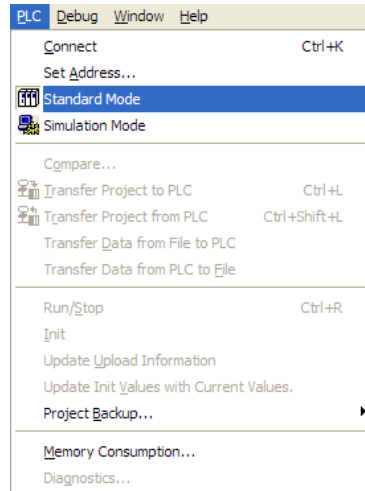 PLC Debug Window Help
Connect Ctrl+K
Set Address...
Standard Mode
Simulation Mode
Compare...
Transfer Project to PLC Ctrl+L
Transfer Project from PLC Ctrl+Shift+L
Transfer Data from File to PLC
Transfer Data from PLC to File
Run/Stop Ctrl+R
Init
Update Upload Information
Update Init Values with Current Values.
Project Backup...
Memory Consumption...
Diagnostics...